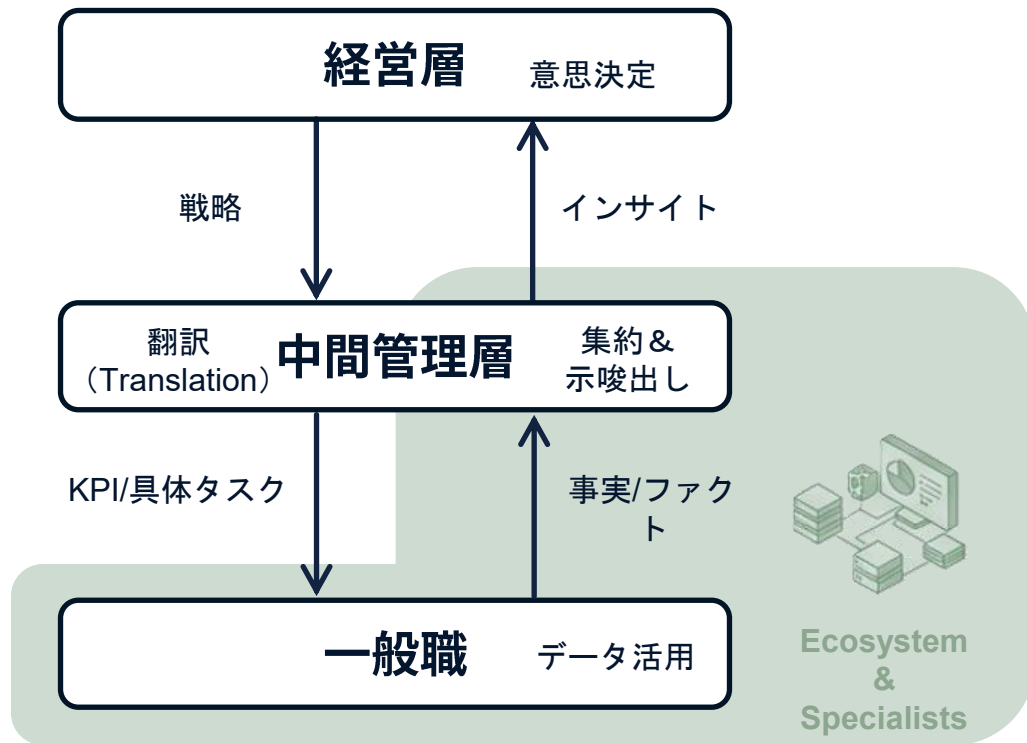 経営層 意思決定
戦略
インサイト
翻訳
（Translation）
中間管理層
集約＆
示唆出し
KPI/具体タスク
事実/ファク
ト
一般職 データ活用
Ecosystem
&
Specialists